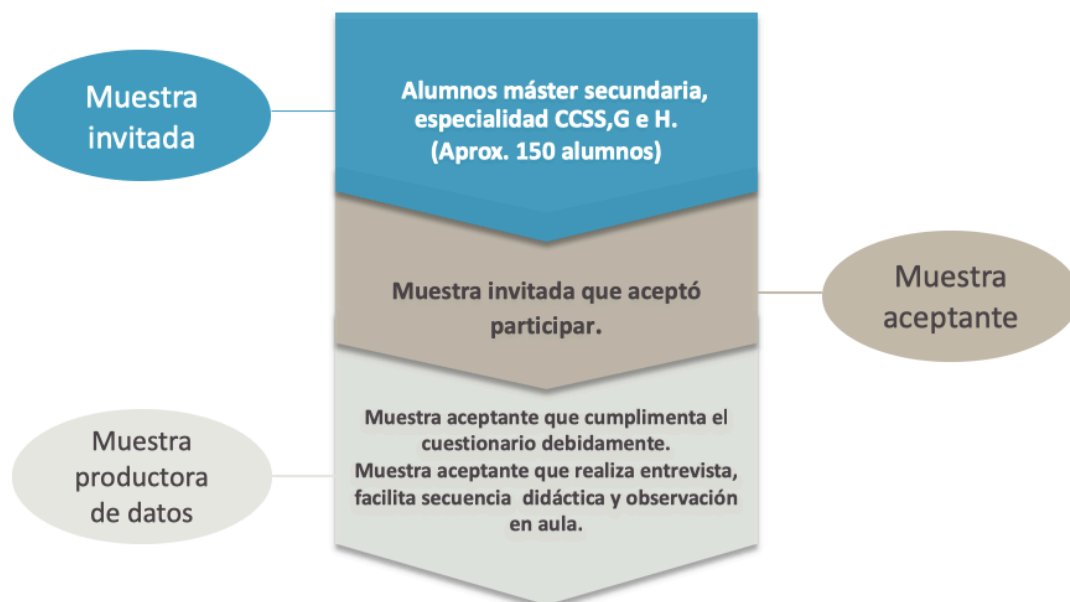 Muestra
invitada
Alumnos máster secundaria,
especialidad CCSS,G e H.
(Aprox. 150 alumnos)
Muestra invitada que aceptó
participar.
Muestra
aceptante
Muestra aceptante que cumplimenta el
cuestionario debidamente.
Muestra aceptante que realiza entrevista,
facilita secuencia didáctica y observación
en aula.
Muestra
productora
de datos